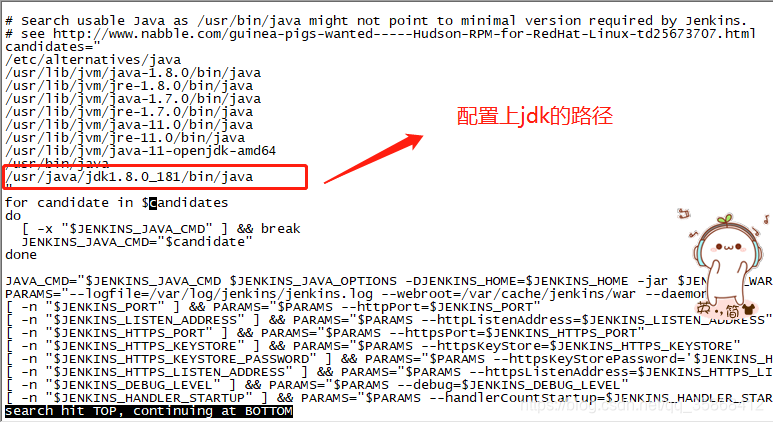 # Search usable Java as /usr/bin/java might not point to minimal version required by Jenkins.
# see http://www.nabble.com/guinea-pigs-wanted-----Hudson-RPM-for-RedHat-Linux-td25673707.html
candidates="
/etc/alternatives/java
/usr/lib/jvm/java-1.8.0/bin/java
/usr/lib/jvm/jre-1.8.0/bin/java
/usr/lib/jvm/java-1.7.0/bin/java
/usr/lib/jvm/jre-1.7.0/bin/java
/usr/lib/jvm/java-11.0/bin/java
/usr/lib/jvm/jre-11.0/bin/java
/usr/lib/jvm/java-11-openjdk-amd64
/usr/bin/java
/usr/java/jdk1.8.0_181/bin/java
"
配置上jdk的路径
for candidate in $candidates
do
  [ -x "$JENKINS_JAVA_CMD" ] && break
  JENKINS_JAVA_CMD="$candidate"
done
JAVA_CMD="$JENKINS_JAVA_CMD $JENKINS_JAVA_OPTIONS -DJENKINS_HOME=$JENKINS_HOME -jar $JENKINS_WAR
PARAMS="--logfile=/var/log/jenkins/jenkins.log --webroot=/var/cache/jenkins/war --daemon
[ -n "$JENKINS_PORT" ] && PARAMS="$PARAMS --httpPort=$JENKINS_PORT"
[ -n "$JENKINS_LISTEN_ADDRESS" ] && PARAMS="$PARAMS --httpListenAddress=$JENKINS_LISTEN_ADDRESS"
[ -n "$JENKINS_HTTPS_PORT" ] && PARAMS="$PARAMS --httpsPort=$JENKINS_HTTPS_PORT"
[ -n "$JENKINS_HTTPS_KEYSTORE" ] && PARAMS="$PARAMS --httpsKeyStore=$JENKINS_HTTPS_KEYSTORE"
[ -n "$JENKINS_HTTPS_KEYSTORE_PASSWORD" ] && PARAMS="$PARAMS --httpsKeyStorePassword='$JENKINS_H
[ -n "$JENKINS_HTTPS_LISTEN_ADDRESS" ] && PARAMS="$PARAMS --httpsListenAddress=$JENKINS_HTTPS_LI
[ -n "$JENKINS_DEBUG_LEVEL" ] && PARAMS="$PARAMS --debug=$JENKINS_DEBUG_LEVEL"
[ -n "$JENKINS_HANDLER_STARTUP" ] && PARAMS="$PARAMS --handlerCountStartup=$JENKINS_HANDLER_STAR
search hit TOP, continuing at BOTTOM
英 简